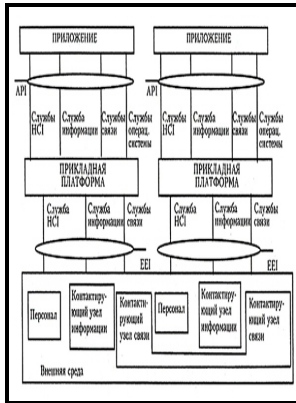 ПРИЛОЖЕНИЕ
ПРИЛОЖЕНИЕ
API
API
Службы HCI
Службы информации
Службы связи
Службы операц. системы
Службы HCI
Службы информации
Службы связи
Службы операц. системы
ПРИКЛАДНАЯ
ПЛАТФОРМА
ПРИКЛАДНАЯ
ПЛАТФОРМА
Служба HCI
Служба информации
Службы связи
Служба HCI
Служба информации
Службы связи
EEI
EEI
Персонал
Контактиру-
ющий узел
информации
Контакти-
рующий
узел связи
Персонал
Контактиру-
ющий узел
информации
Контактиру-
ющий узел
связи
Внешняя среда